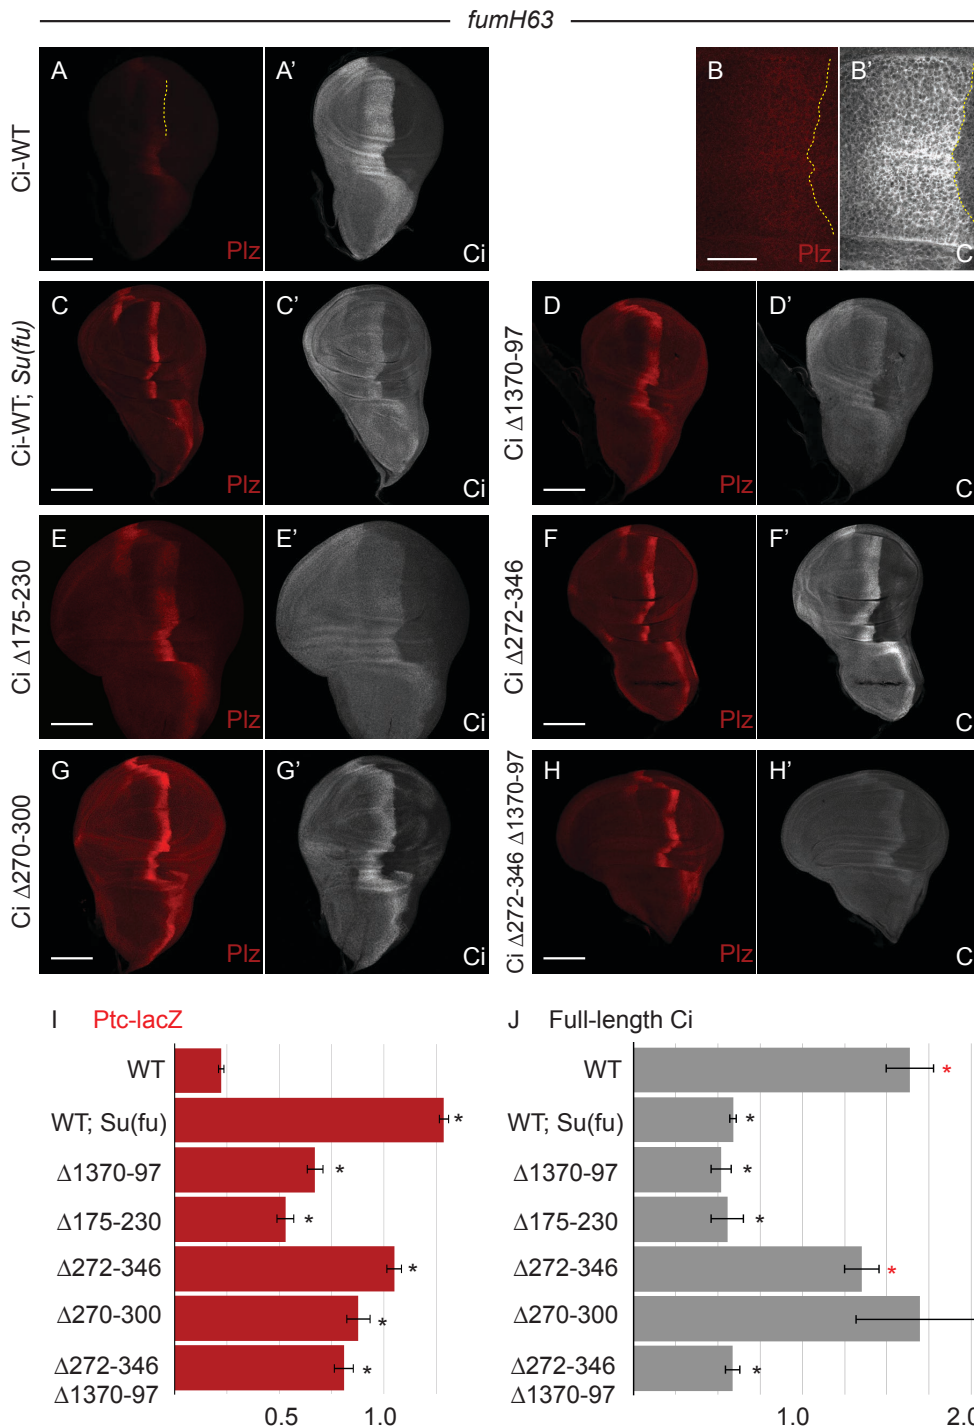 fumH63
A
A'
B
B'
Ci-WT
Plz
Ci
Plz
C
C
C'
D
D'
Ci-WT; Su(fu)
Plz
Ci
Ci Δ1370-97
Plz
C
E
E'
F
F'
Ci Δ175-230
Plz
Ci
Ci Δ272-346
Plz
C
G
G'
H
H'
Ci Δ270-300
Plz
Ci
Ci Δ272-346 Δ1370-97
Plz
C
I Ptc-lacZ
WT
*
WT; Su(fu)
*
Δ1370-97
*
Δ175-230
*
Δ272-346
*
Δ270-300
*
Δ272-346
Δ1370-97
*
0.5 1.0
J Full-length Ci
WT
*
WT; Su(fu)
*
Δ1370-97
*
Δ175-230
*
Δ272-346
*
Δ270-300
Δ272-346
Δ1370-97
*
1.0 2.0